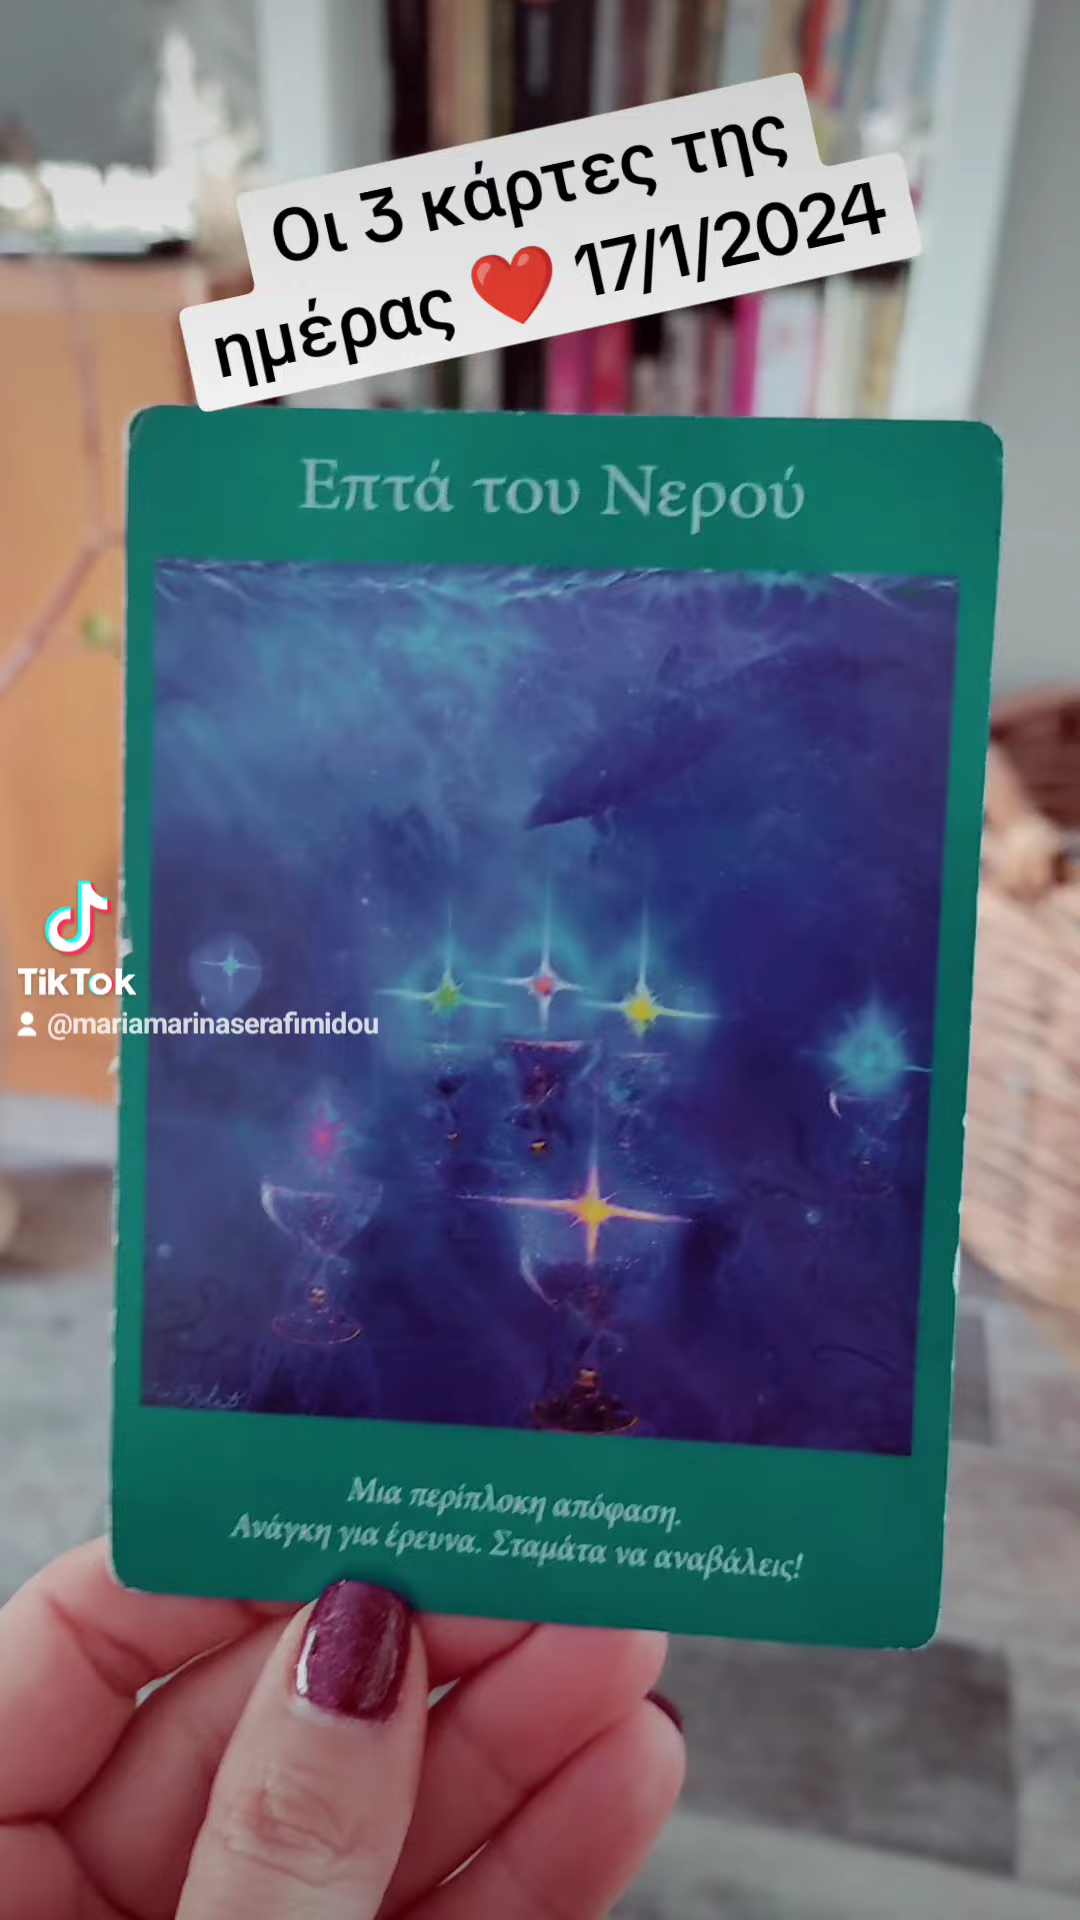 Οι 3 κάρτες της
ημέρας ❤️ 17/1/2024
Επτά του Νερού
TikTok
@mariamarinaserafimidou
Μια περίπλοκη απόφαση.
Ανάγκη για έρευνα. Σταμάτα να αναβάλεις!